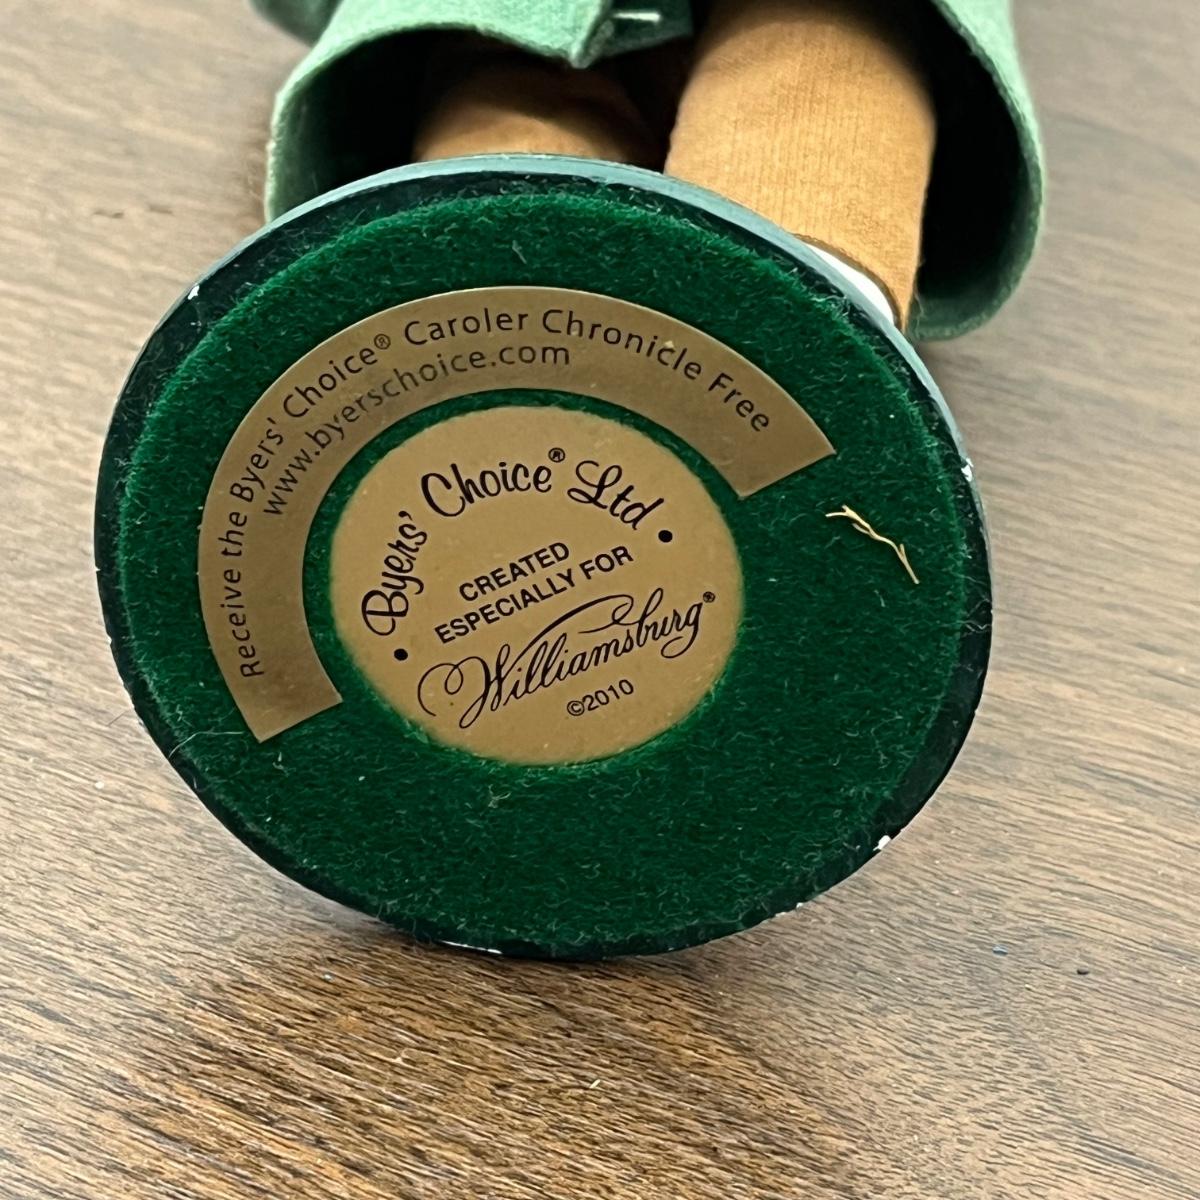 Receive the Byers' Choice® Caroler Chronicle Free
www.byerschoice.com
Byers' Choice® Ltd
CREATED
ESPECIALLY FOR
Williamsburg®
©2010